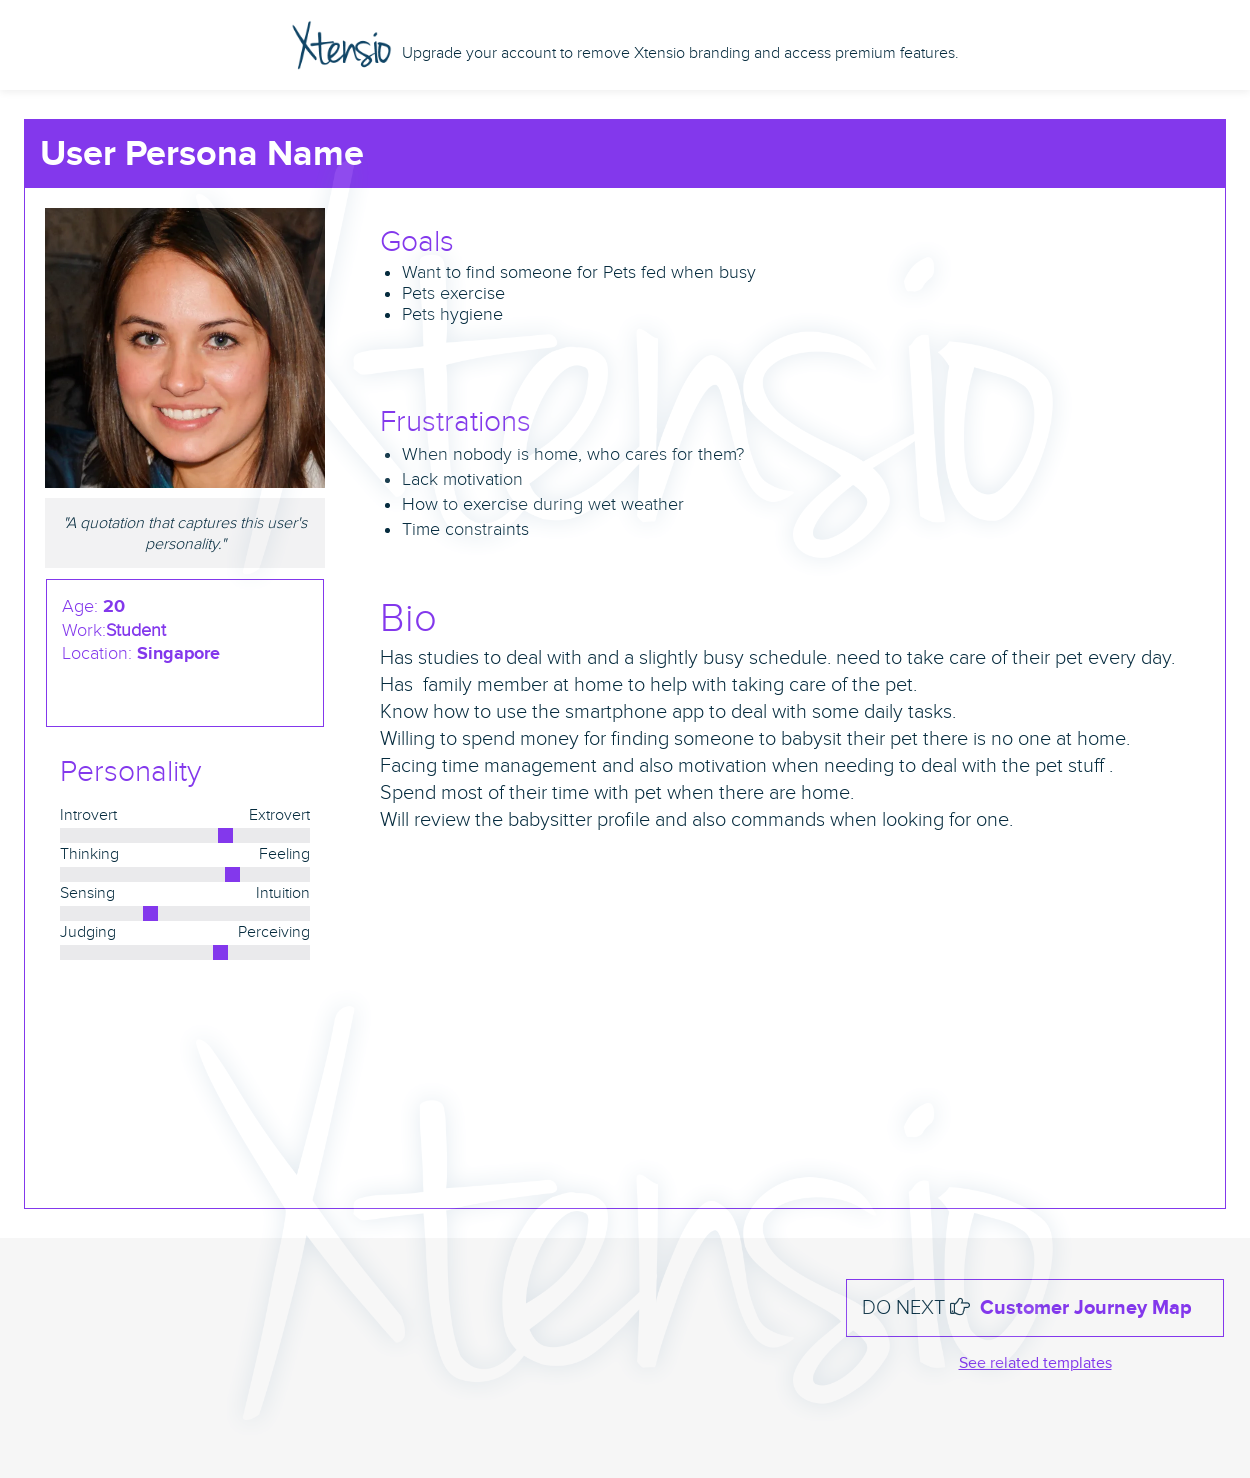 Xtensio Upgrade your account to remove Xtensio branding and access premium features.
User Persona Name
"A quotation that captures this user's
personality."
Age: 20
Work:Student
Location: Singapore
Personality
Introvert Extrovert
Thinking Feeling
Sensing Intuition
Judging Perceiving
Goals
• Want to find someone for Pets fed when busy
• Pets exercise
• Pets hygiene
Frustrations
• When nobody is home, who cares for them?
• Lack motivation
• How to exercise during wet weather
• Time constraints
Bio
Has studies to deal with and a slightly busy schedule. need to take care of their pet every day.
Has  family member at home to help with taking care of the pet.
Know how to use the smartphone app to deal with some daily tasks.
Willing to spend money for finding someone to babysit their pet there is no one at home.
Facing time management and also motivation when needing to deal with the pet stuff .
Spend most of their time with pet when there are home.
Will review the babysitter profile and also commands when looking for one.
Xtensio
Xtensio
DO NEXT Customer Journey Map
See related templates